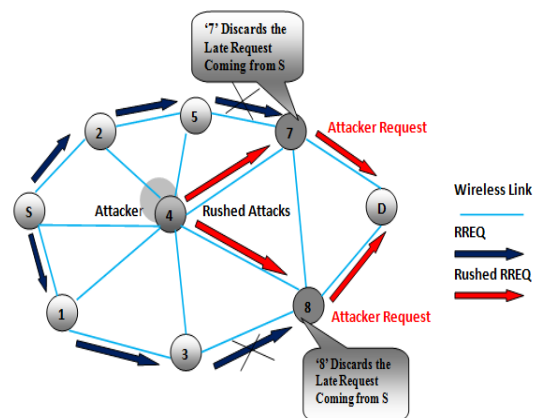 ‘7’ Discards the
Late Request
Coming from S
5
2
7
Attacker Request
Wireless Link
S
Attacker
4
Rushed Attacks
D
RREQ
Rushed RREQ
1
8
Attacker Request
3
‘8’ Discards the
Late Request
Coming from S